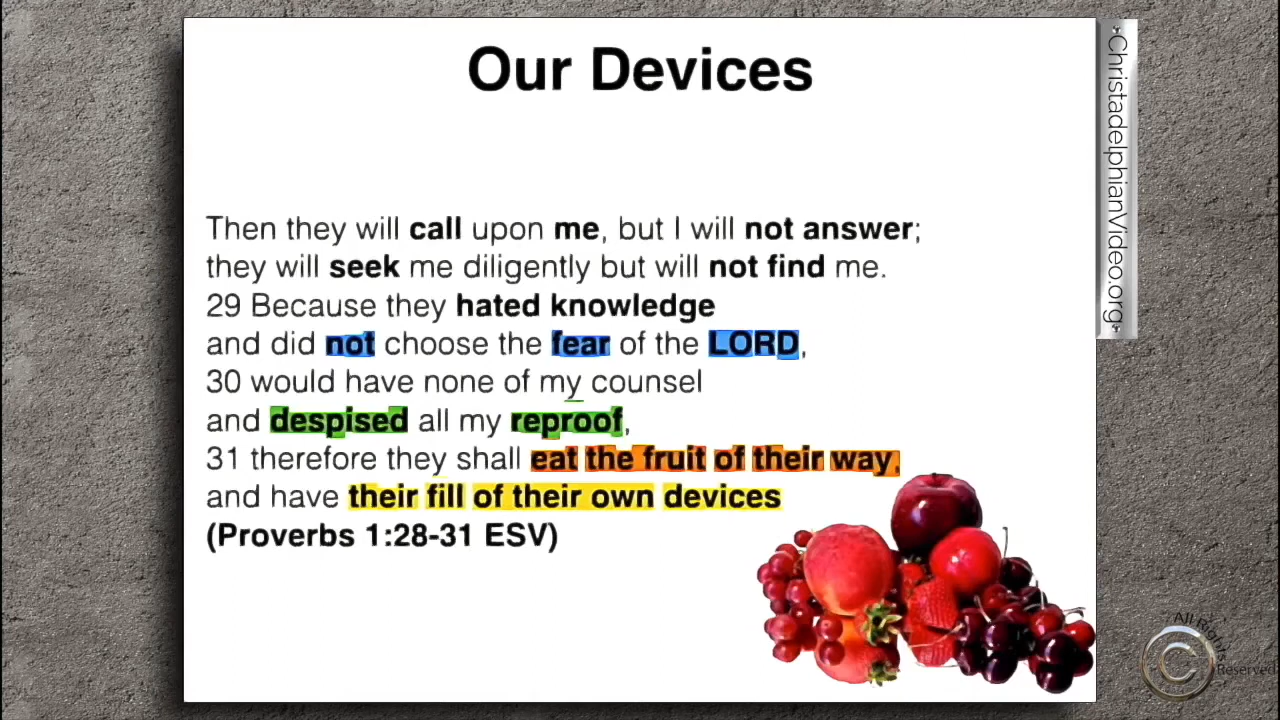 Our Devices
Then they will call upon me, but I will not answer;
they will seek me diligently but will not find me.
29 Because they hated knowledge
and did not choose the fear of the LORD,
30 would have none of my counsel
and despised all my reproof,
31 therefore they shall eat the fruit of their way,
and have their fill of their own devices
(Proverbs 1:28-31 ESV)
ChristadelphianVideo.org
All Rights
Reserved
C